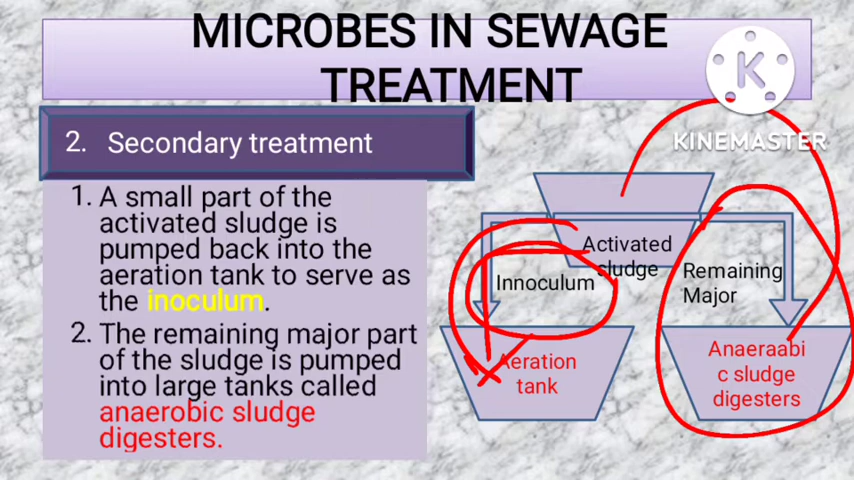 MICROBES IN SEWAGE
TREATMENT
K
KINEMASTER
2. Secondary treatment
1. A small part of the
activated sludge is
pumped back into the
aeration tank to serve as
the inoculum.
2. The remaining major part
of the sludge is pumped
into large tanks called
anaerobic sludge
digesters.
Activated
sludge
Innoculum
Remaining
Major
Aeration
tank
Anaeraabi
c sludge
digesters